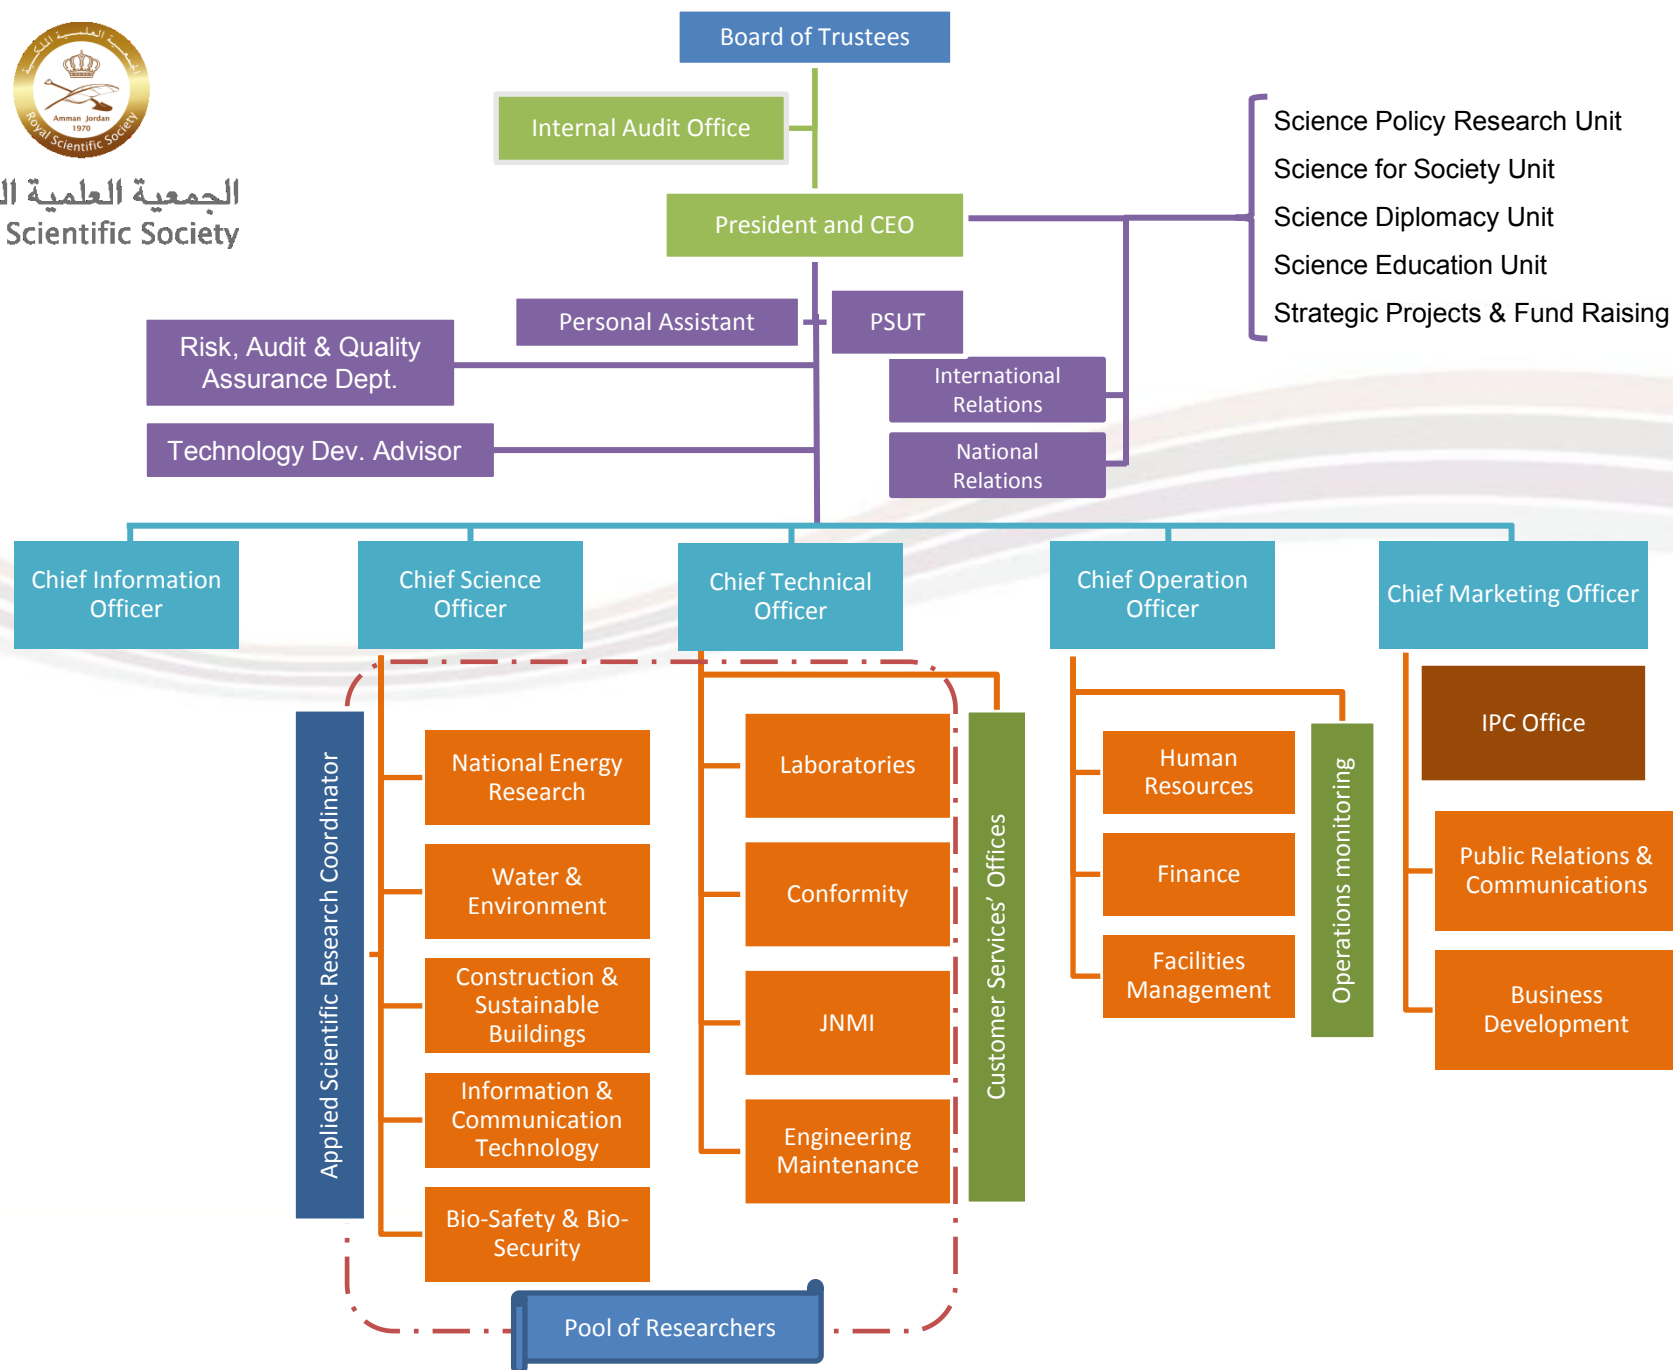 Board of Trustees
Internal Audit Office
الجمعية العلمية الملكية
Amman Jordan
1970
Royal Scientific Society
الجمعية العلمية
Scientific Society
President and CEO
Science Policy Research Unit
Science for Society Unit
Science Diplomacy Unit
Science Education Unit
Strategic Projects & Fund Raising
Personal Assistant
PSUT
Risk, Audit & Quality
Assurance Dept.
Technology Dev. Advisor
International
Relations
National
Relations
Chief Information
Officer
Chief Science
Officer
Chief Technical
Officer
Chief Operation
Officer
Chief Marketing Officer
Applied Scientific Research Coordinator
National Energy
Research
Water &
Environment
Construction &
Sustainable
Buildings
Information &
Communication
Technology
Bio-Safety & Bio-
Security
Laboratories
Conformity
JNMI
Engineering
Maintenance
Customer Services' Offices
Human
Resources
Finance
Facilities
Management
Operations monitoring
IPC Office
Public Relations &
Communications
Business
Development
Pool of Researchers